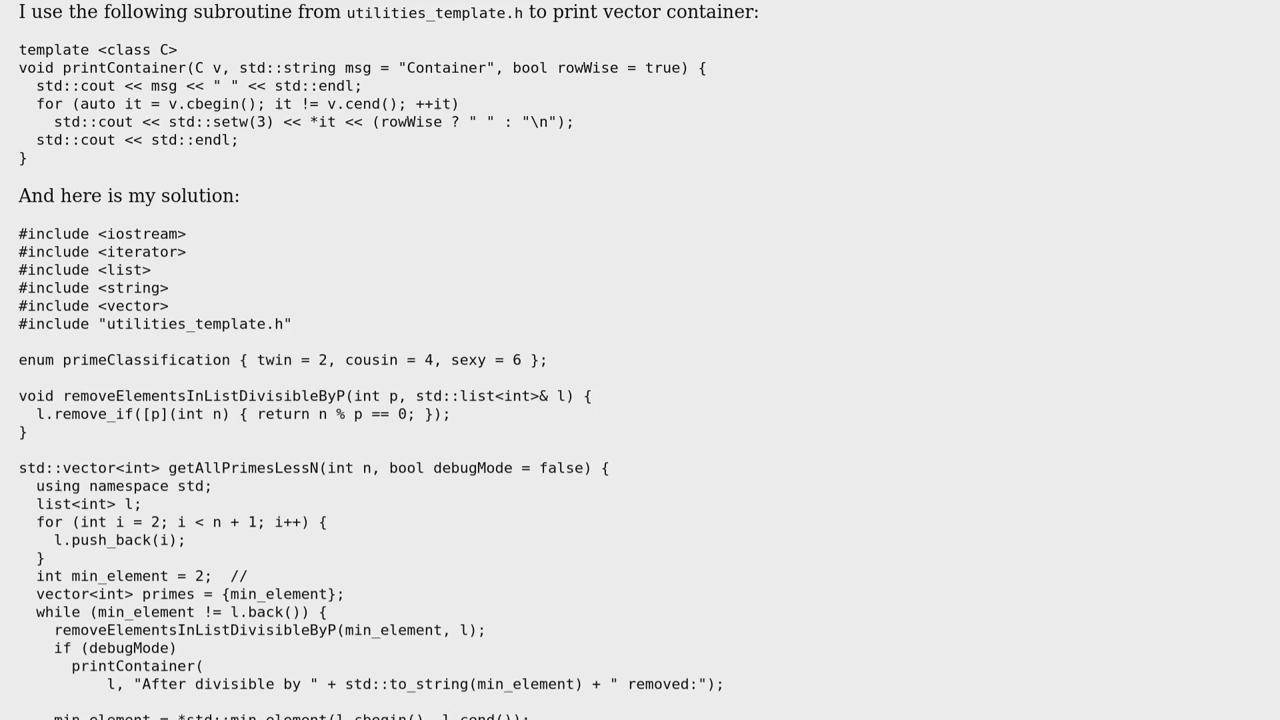 I use the following subroutine from utilities_template.h to print vector container:
template <class C>
void printContainer(C v, std::string msg = "Container", bool rowWise = true) {
  std::cout << msg << " " << std::endl;
  for (auto it = v.cbegin(); it != v.cend(); ++it)
    std::cout << std::setw(3) << *it << (rowWise ? " " : "\n");
  std::cout << std::endl;
}
And here is my solution:
#include <iostream>
#include <iterator>
#include <list>
#include <string>
#include <vector>
#include "utilities_template.h"
enum primeClassification { twin = 2, cousin = 4, sexy = 6 };
void removeElementsInListDivisibleByP(int p, std::list<int>& l) {
  l.remove_if([p](int n) { return n % p == 0; });
}
std::vector<int> getAllPrimesLessN(int n, bool debugMode = false) {
  using namespace std;
  list<int> l;
  for (int i = 2; i < n + 1; i++) {
    l.push_back(i);
  }
  int min_element = 2;  //
  vector<int> primes = {min_element};
  while (min_element != l.back()) {
    removeElementsInListDivisibleByP(min_element, l);
    if (debugMode)
      printContainer(
          l, "After divisible by " + std::to_string(min_element) + " removed:");
    min_element = *std::min_element(l.cbegin(), l.cend());